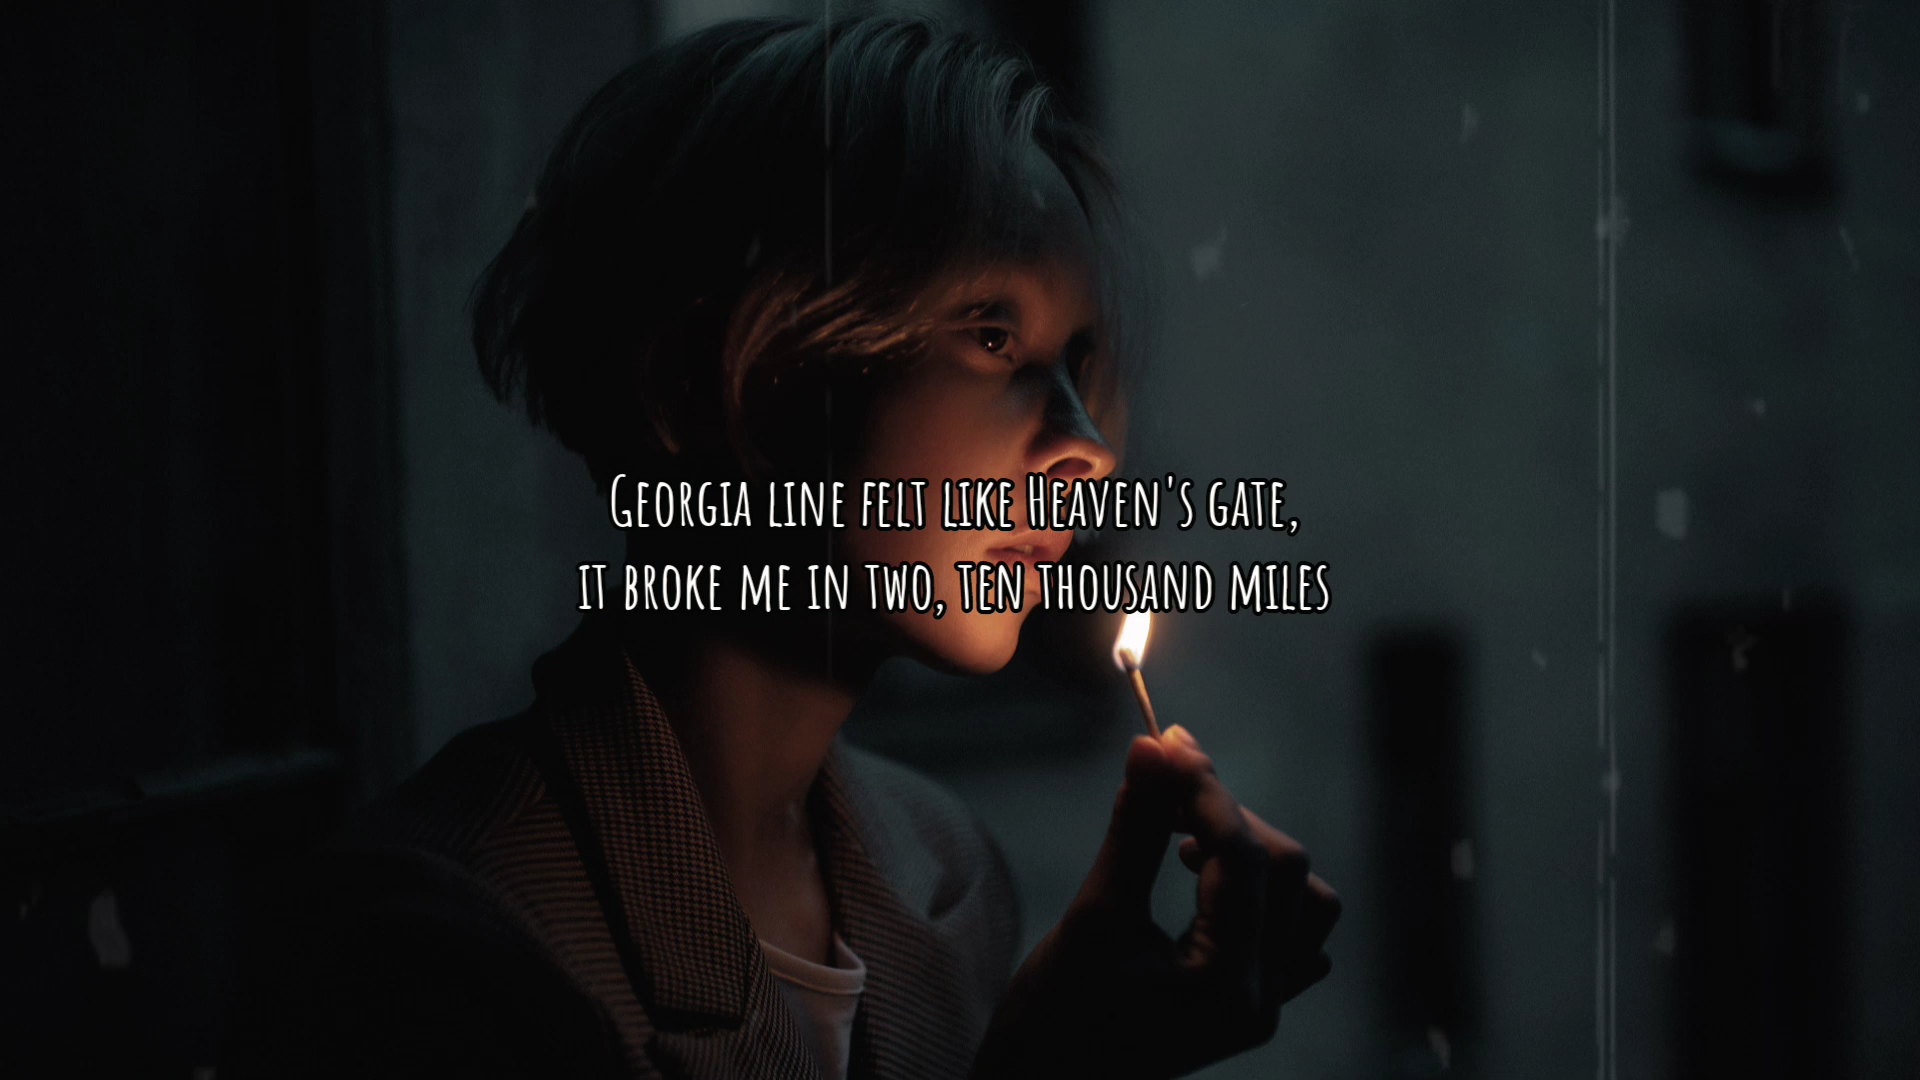 Georgia line felt like Heaven's gate,
it broke me in two, ten thousand miles